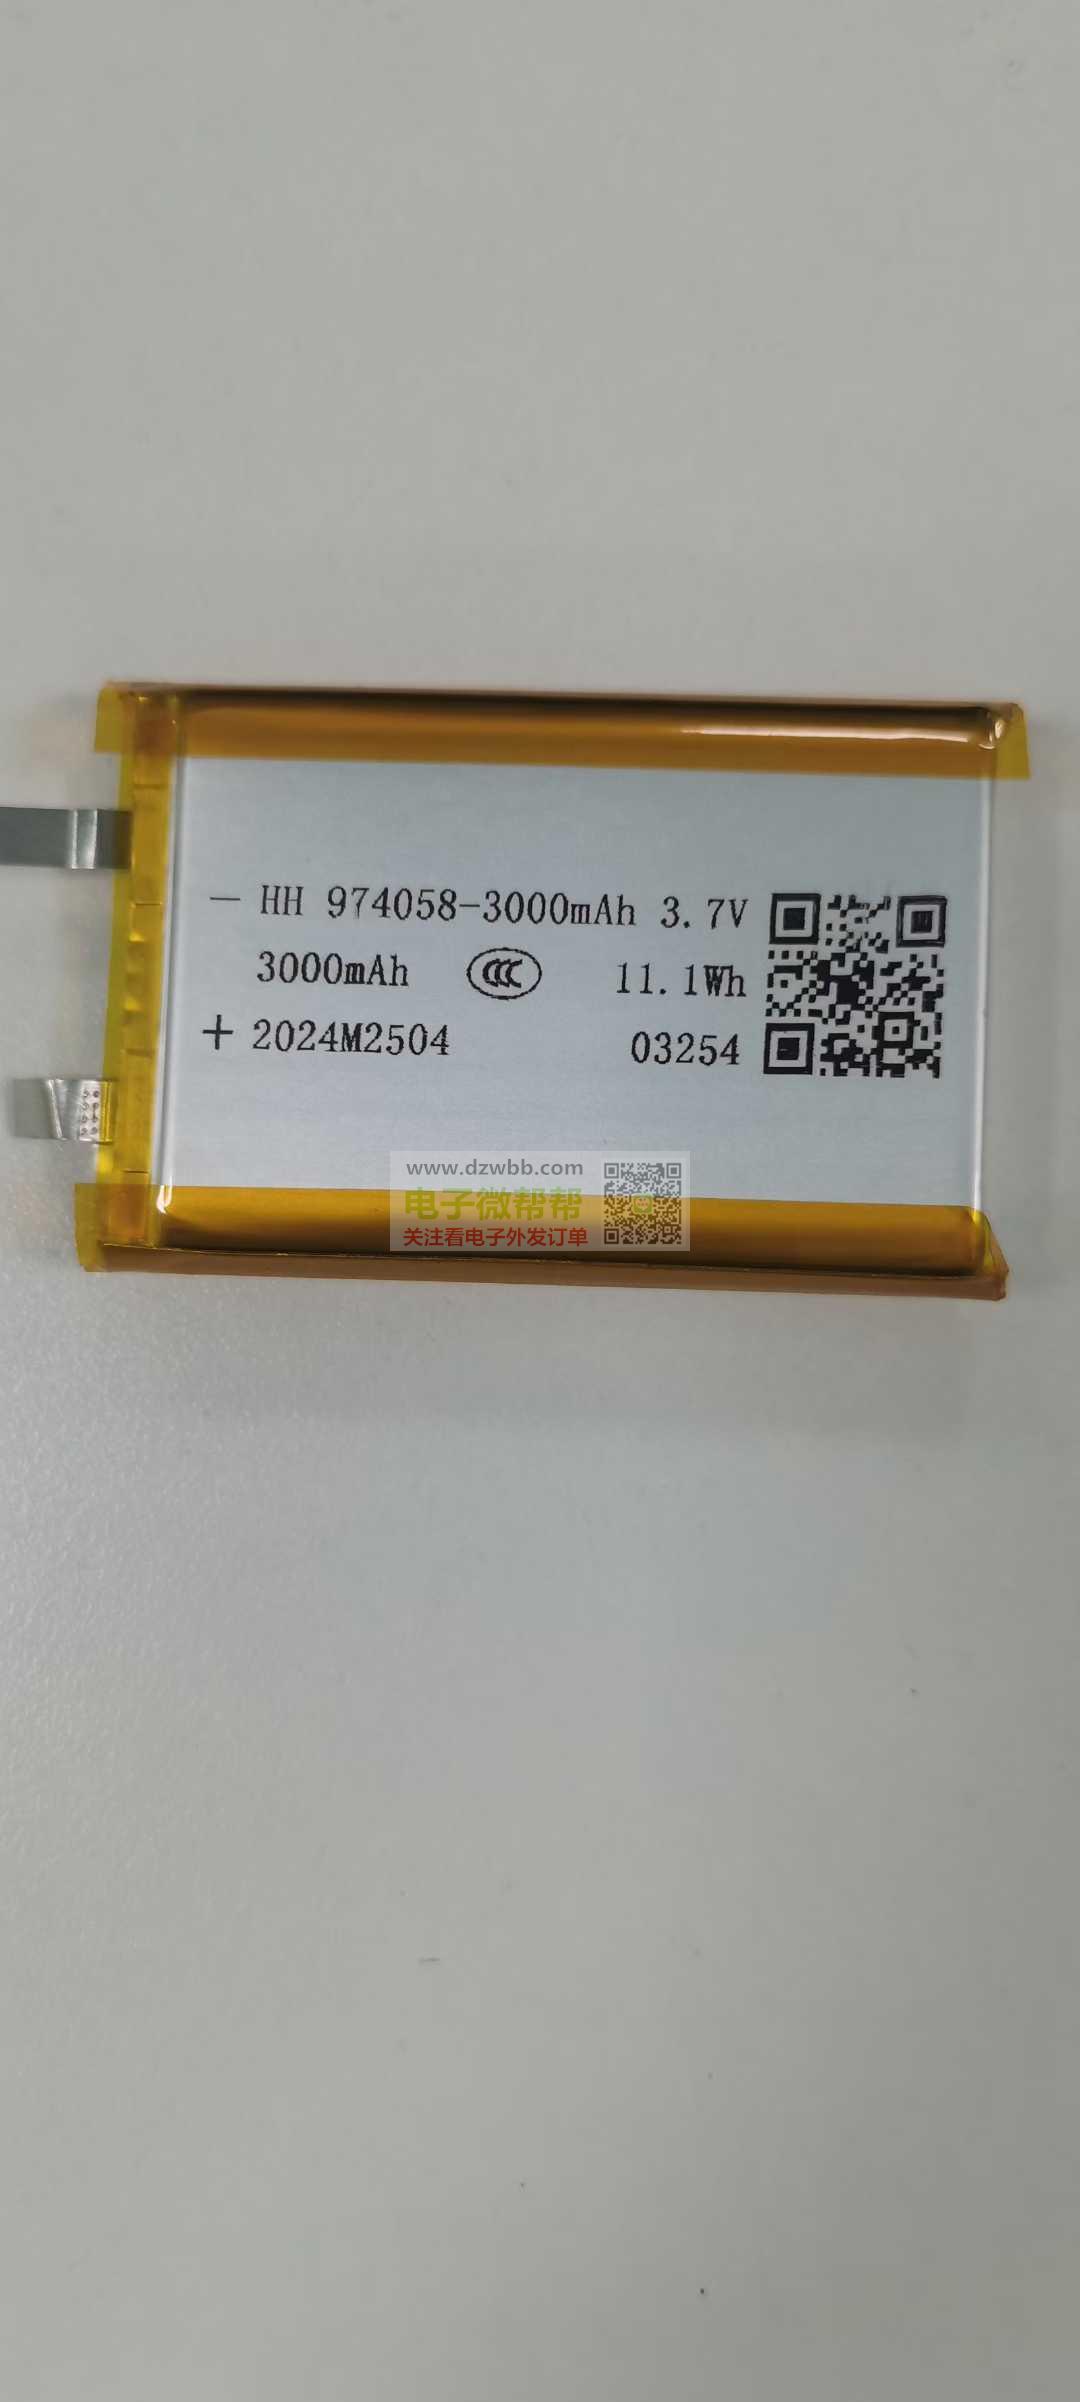 — HH 974058-3000mAh 3.7V
3000mAh CCC 11.1Wh
+ 2024M2504 03254
www.dzwbb.com
电子微帮帮
关注看电子外发订单